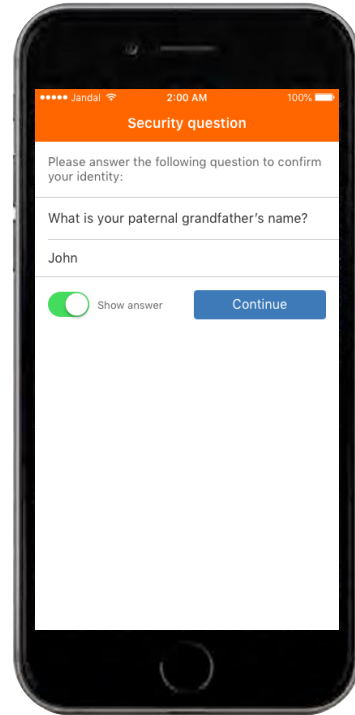 Jandal 2:00 AM 100%
Security question
Please answer the following question to confirm
your identity:
What is your paternal grandfather’s name?
John
Show answer Continue